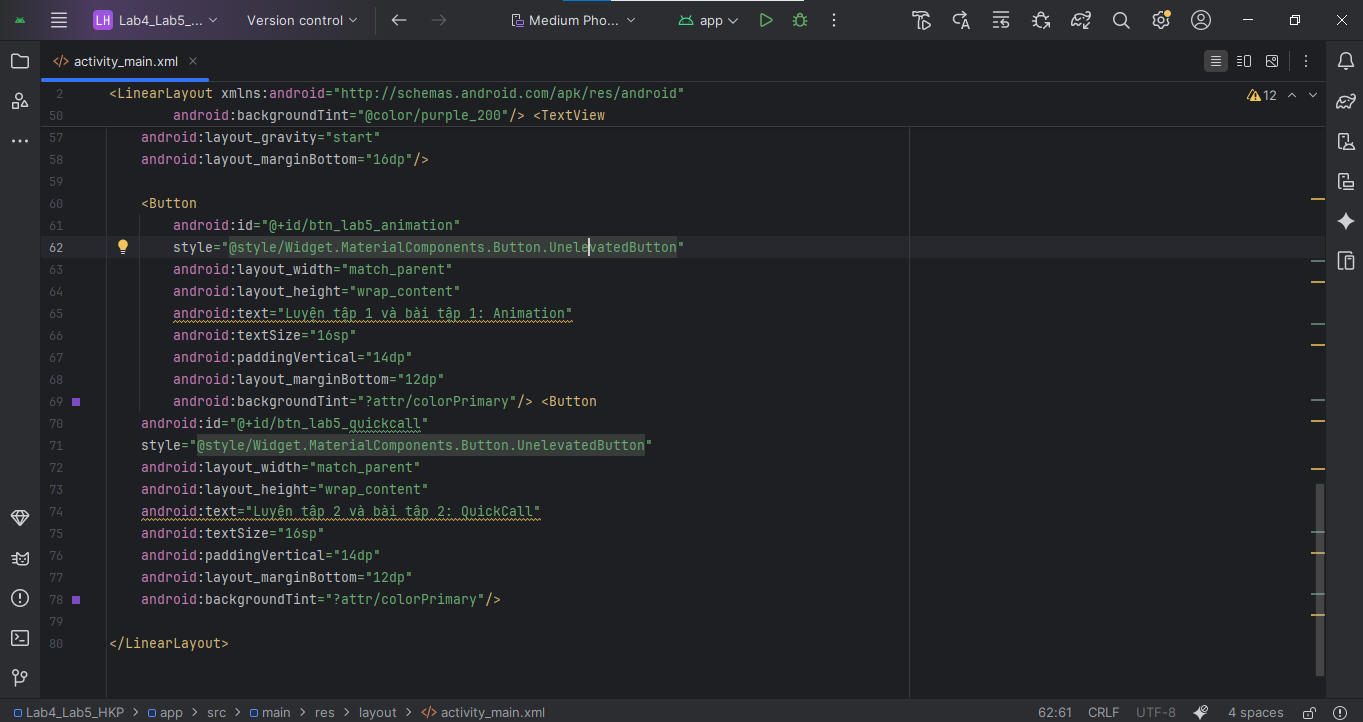 LH Lab4_Lab5_... Version control Medium Pho... app
</> activity_main.xml
12
2 <LinearLayout xmlns:android="http://schemas.android.com/apk/res/android"
50 android:backgroundTint="@color/purple_200"/> <TextView
57 android:layout_gravity="start"
58 android:layout_marginBottom="16dp"/>
59
60 <Button
61 android:id="@+id/btn_lab5_animation"
62 style="@style/Widget.MaterialComponents.Button.UnelevatedButton"
63 android:layout_width="match_parent"
64 android:layout_height="wrap_content"
65 android:text="Luyện tập 1 và bài tập 1: Animation"
66 android:textSize="16sp"
67 android:paddingVertical="14dp"
68 android:layout_marginBottom="12dp"
69 android:backgroundTint="?attr/colorPrimary"/> <Button
70 android:id="@+id/btn_lab5_quickcall"
71 style="@style/Widget.MaterialComponents.Button.UnelevatedButton"
72 android:layout_width="match_parent"
73 android:layout_height="wrap_content"
74 android:text="Luyện tập 2 và bài tập 2: QuickCall"
75 android:textSize="16sp"
76 android:paddingVertical="14dp"
77 android:layout_marginBottom="12dp"
78 android:backgroundTint="?attr/colorPrimary"/>
79
80 </LinearLayout>
Lab4_Lab5_HKP > app > src > main > res > layout > </> activity_main.xml 62:61 CRLF UTF-8 4 spaces